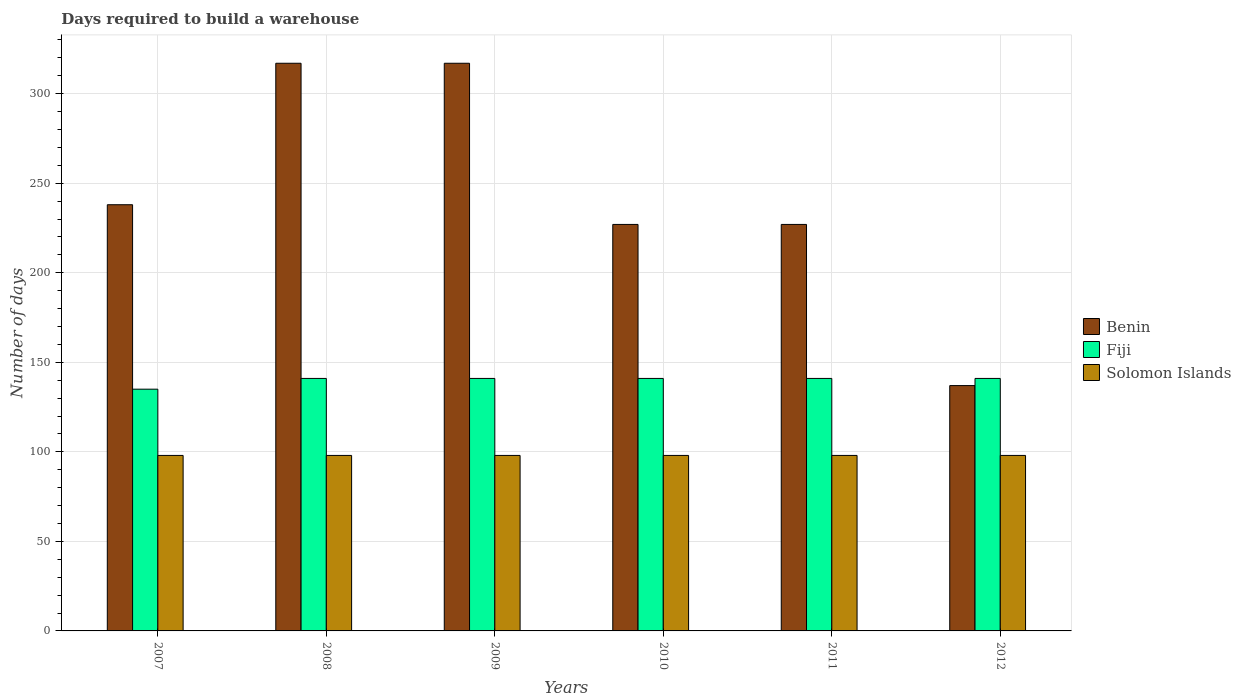 Days required to build a warehouse
Number of days
300
250
200
150
100
50
0
2007
2008
2009
2010
2011
2012
Years
Benin
Fiji
Solomon Islands